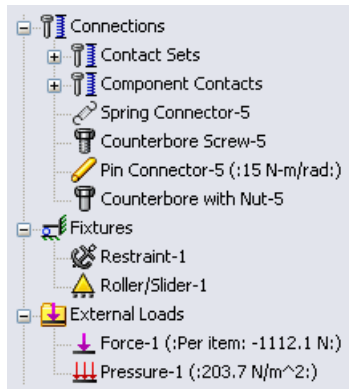 Connections
Contact Sets
Component Contacts
Spring Connector-5
Counterbore Screw-5
Pin Connector-5 (:15 N-m/rad:)
Counterbore with Nut-5
Fixtures
Restraint-1
Roller/Slider-1
External Loads
Force-1 (:Per item: -1112.1 N:)
Pressure-1 (:203.7 N/m^2:)